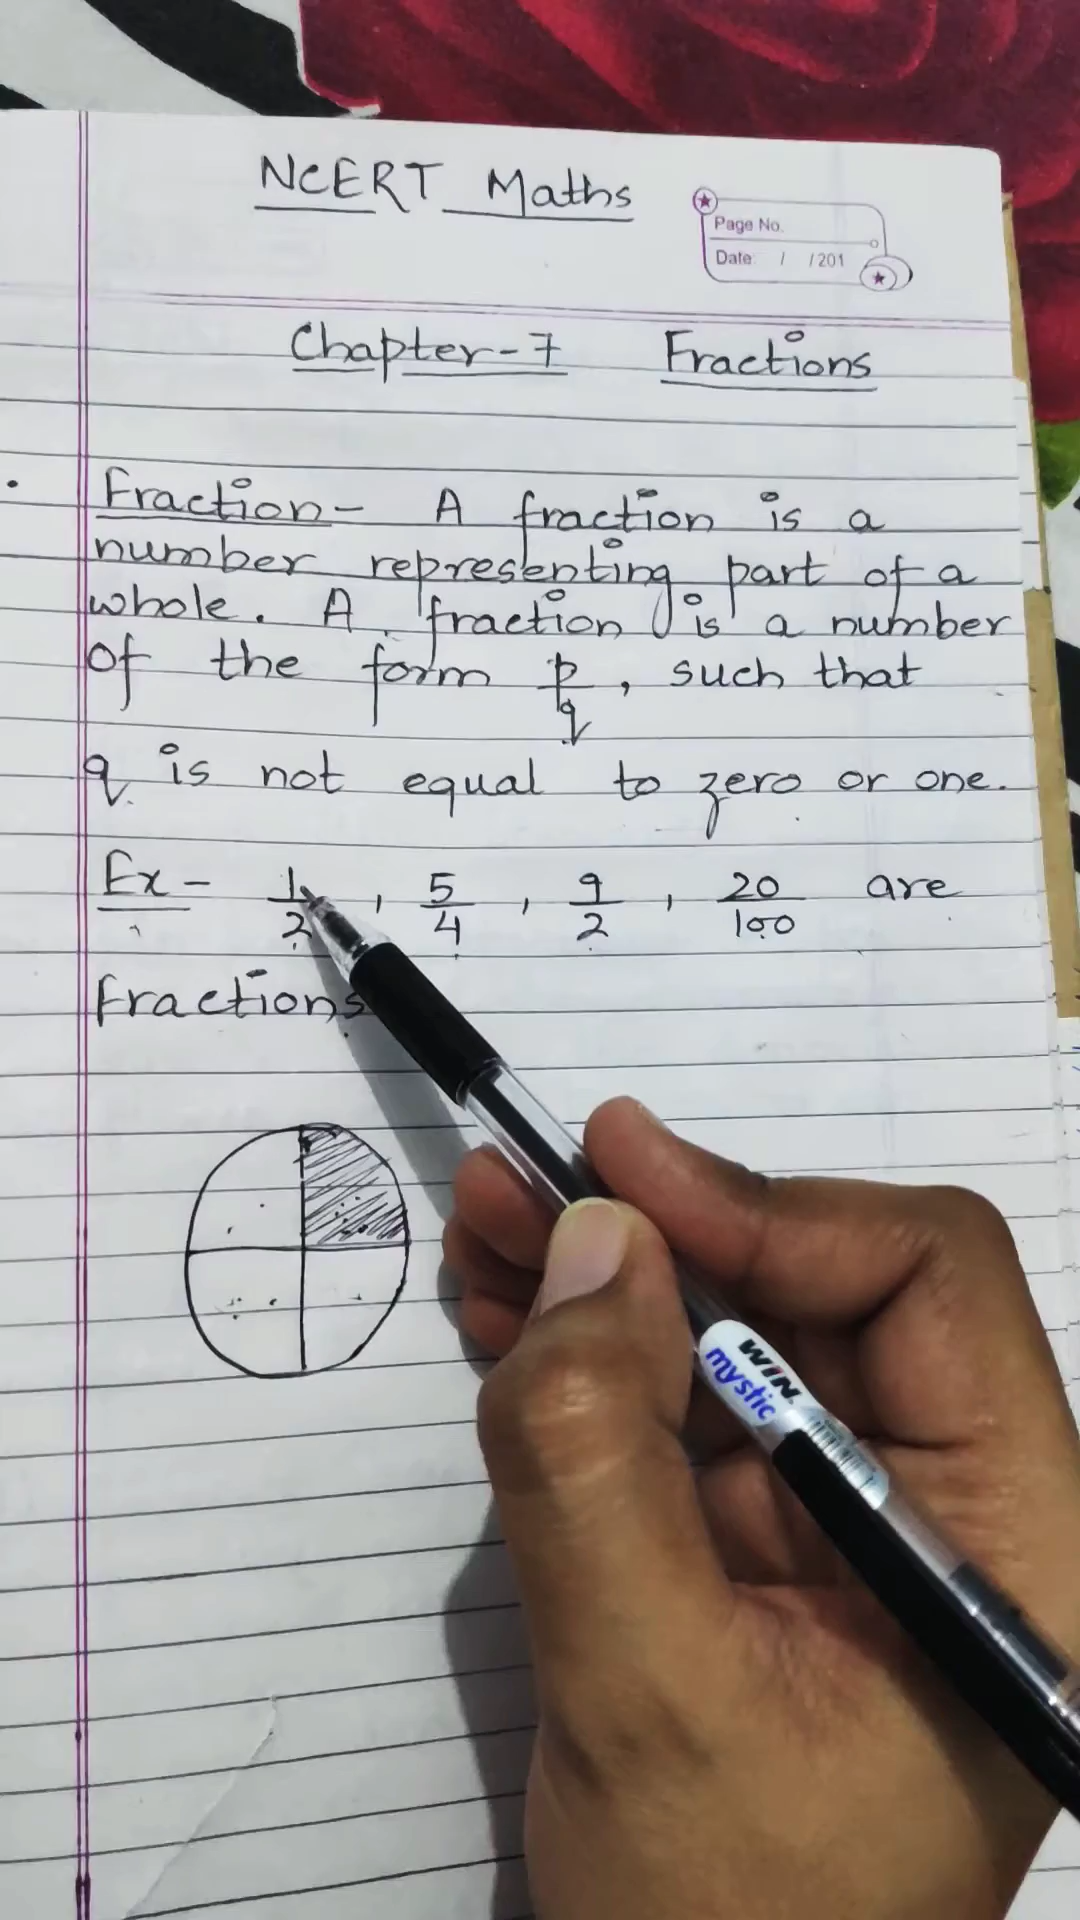 NCERT Maths
Page No.
Date / /201
Chapter-7 Fractions
Fraction- A fraction is a
number representing part of a
whole. A fraction is a number
of the form p/q, such that
q is not equal to zero or one.
Ex- 1/2, 5/4, 9/2, 20/100 are
fractions
WIN
mystic